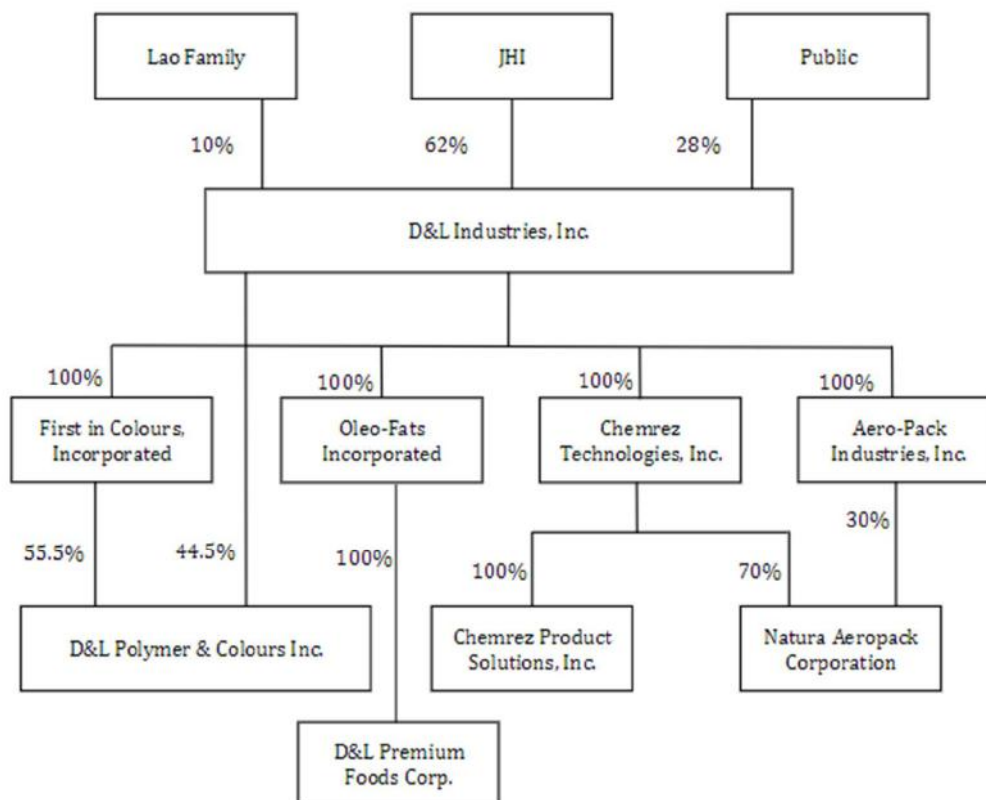 Lao Family
JHI
Public
10%
62%
28%
D&L Industries, Inc.
100%
100%
100%
100%
First in Colours,
Incorporated
Oleo-Fats
Incorporated
Chemrez
Technologies, Inc.
Aero-Pack
Industries, Inc.
55.5%
44.5%
100%
100%
70%
30%
D&L Polymer & Colours Inc.
Chemrez Product
Solutions, Inc.
Natura Aeropack
Corporation
D&L Premium
Foods Corp.